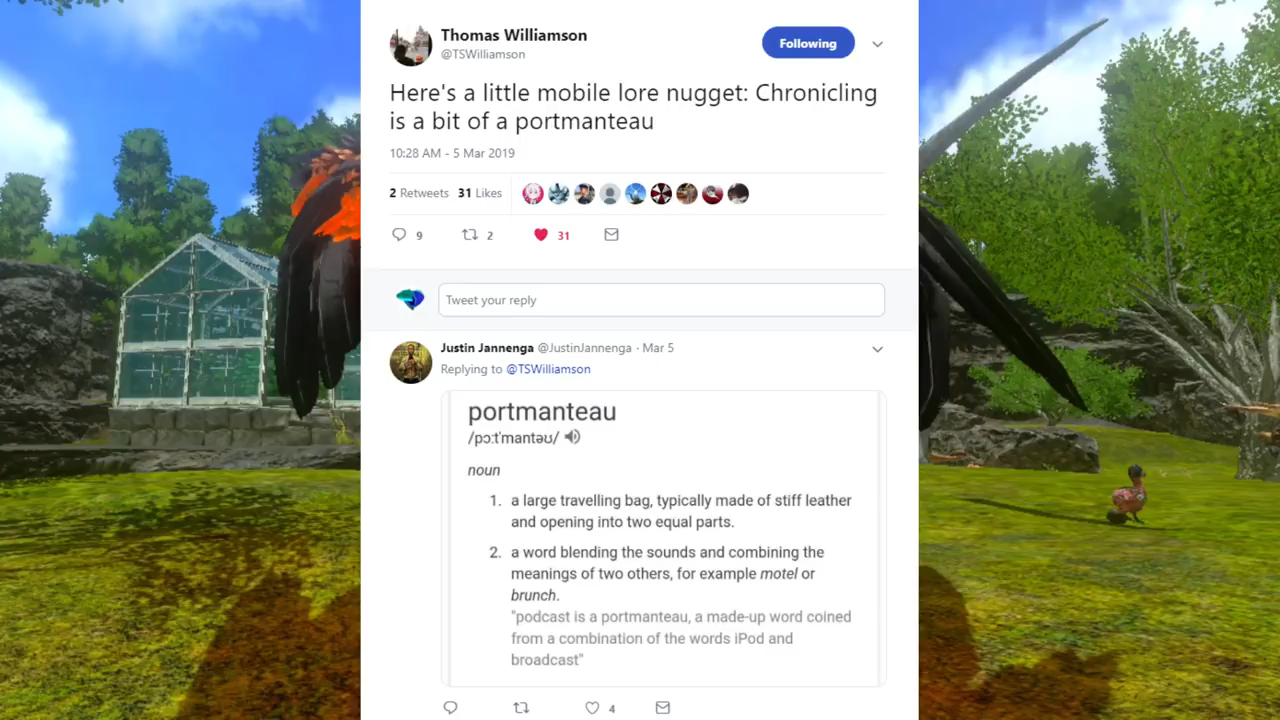 Thomas Williamson
@TSWilliamson
Following
Here's a little mobile lore nugget: Chronicling
is a bit of a portmanteau
10:28 AM - 5 Mar 2019
2 Retweets 31 Likes
9 2 31
Tweet your reply
Justin Jannenga @JustinJannenga · Mar 5
Replying to @TSWilliamson
portmanteau
/pɔːtˈmantəʊ/
noun
1. a large travelling bag, typically made of stiff leather
and opening into two equal parts.
2. a word blending the sounds and combining the
meanings of two others, for example motel or
brunch.
"podcast is a portmanteau, a made-up word coined
from a combination of the words iPod and
broadcast"
4